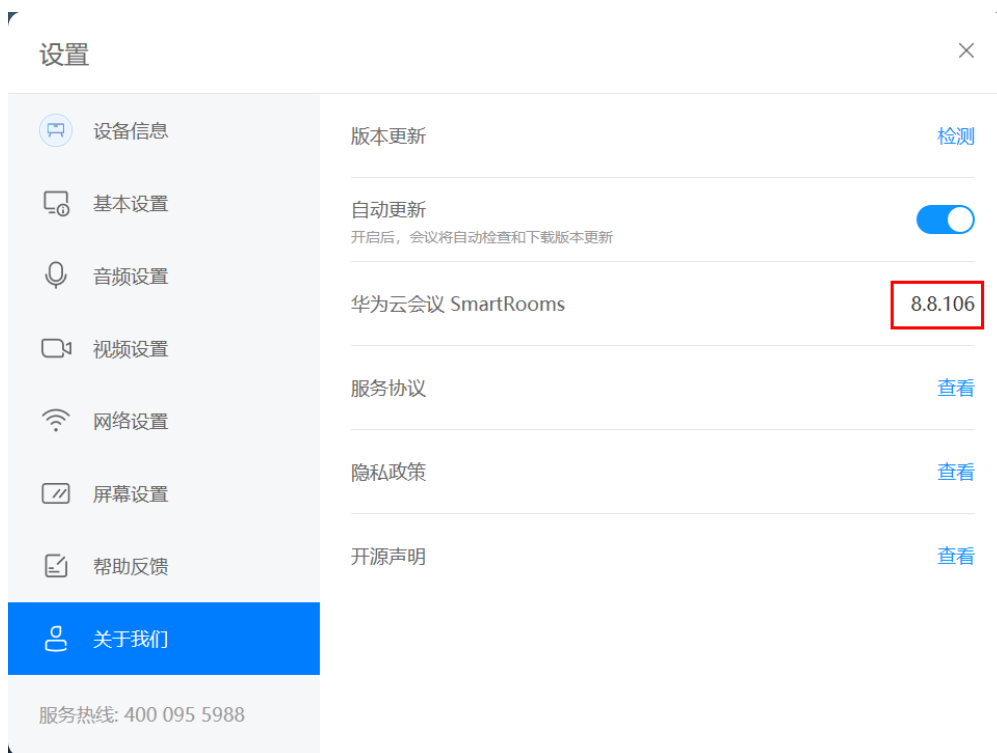 设置
设备信息
基本设置
音频设置
视频设置
网络设置
屏幕设置
帮助反馈
关于我们
服务热线: 400 095 5988
版本更新 检测
自动更新
开启后，会议将自动检查和下载版本更新
华为云会议 SmartRooms 8.8.106
服务协议 查看
隐私政策 查看
开源声明 查看